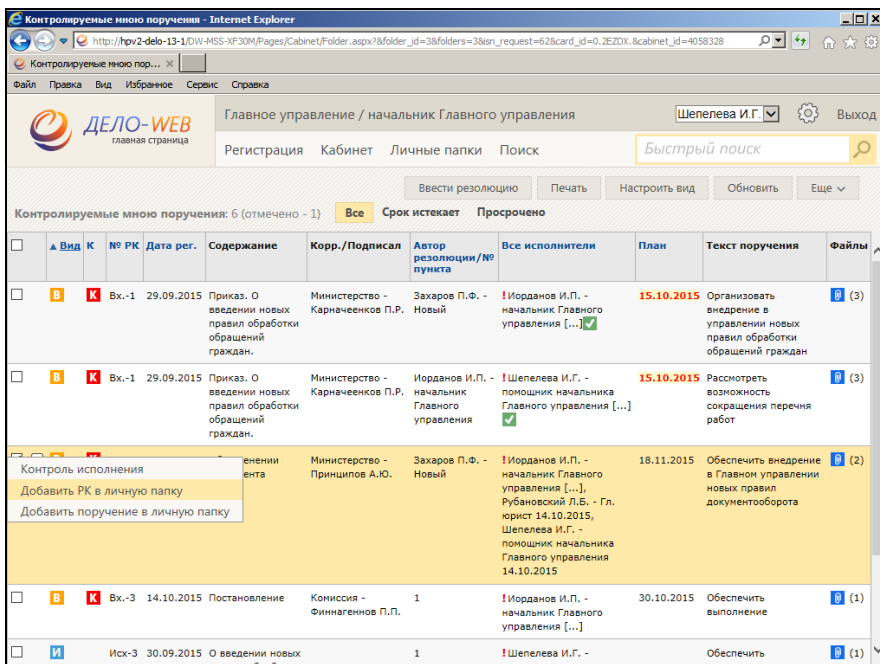 Контролируемые мною поручения - Internet Explorer
http://hpv2-delo-13-1/DW-MSS-XF30M/Pages/Cabinet/Folder.aspx?&folder_id=3&folders=3&isn_request=62&card_id=0.2EZDX.&cabinet_id=4058328
Контролируемые мною пор...
Файл Правка Вид Избранное Сервис Справка
ДЕЛО-WEB
главная страница
Главное управление / начальник Главного управления
Шепелева И.Г.
Выход
Регистрация Кабинет Личные папки Поиск
Быстрый поиск
Ввести резолюцию Печать Настроить вид Обновить Еще
Контролируемые мною поручения: 6 (отмечено - 1) Все Срок истекает Просрочено
Вид К № РК Дата рег. Содержание Корр./Подписал Автор резолюции/№ пункта Все исполнители План Текст поручения Файлы
В К Вх.-1 29.09.2015 Приказ. О Министерство - Захаров П.Ф. - !Иорданов И.П. - 15.10.2015 Организовать (3)
введении новых Карначеенков П.Р. Новый начальник Главного внедрение в
правил обработки управления [...] управлении новых
обращений правил обработки
граждан. обращений граждан
В К Вх.-1 29.09.2015 Приказ. О Министерство - Иорданов И.П. - !Шепелева И.Г. - 15.10.2015 Рассмотреть (3)
введении новых Карначеенков П.Р. начальник помощник начальника возможность
правил обработки Главного Главного управления [...] сокращения перечня
обращений управления работ
граждан.
енении Министерство - Захаров П.Ф. - !Иорданов И.П. - 18.11.2015 Обеспечить внедрение (2)
ента Принципов А.Ю. Новый начальник Главного в Главном управлении
управления [...], новых правил
Рубановский Л.Б. - Гл. документооборота
юрист 14.10.2015,
Шепелева И.Г. -
помощник начальника
Главного управления
14.10.2015
Контроль исполнения
Добавить РК в личную папку
Добавить поручение в личную папку
В К Вх.-3 14.10.2015 Постановление Комиссия - 1 !Иорданов И.П. - 30.10.2015 Обеспечить (1)
Финнагеннов П.П. начальник Главного выполнение
управления [...]
И Исх-3 30.09.2015 О введении новых 1 !Шепелева И.Г. - Обеспечить (1)